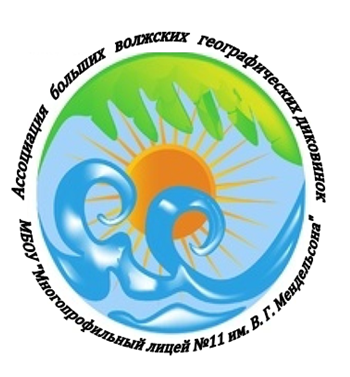 Ассоциация больших волжских географических диковинок
МБОУ "Многопрофильный лицей №11 им. В. Г. Мендельсона"